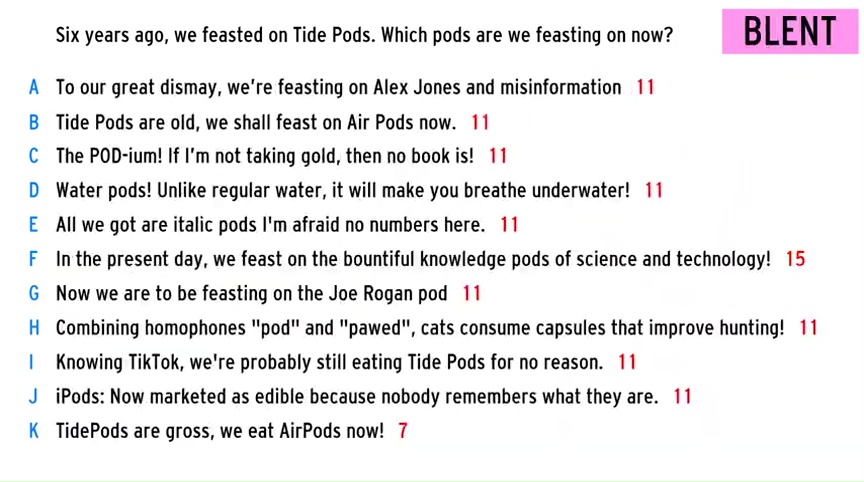 Six years ago, we feasted on Tide Pods. Which pods are we feasting on now?
BLENT
A To our great dismay, we're feasting on Alex Jones and misinformation 11
B Tide Pods are old, we shall feast on Air Pods now. 11
C The POD-ium! If I'm not taking gold, then no book is! 11
D Water pods! Unlike regular water, it will make you breathe underwater! 11
E All we got are italic pods I'm afraid no numbers here. 11
F In the present day, we feast on the bountiful knowledge pods of science and technology! 15
G Now we are to be feasting on the Joe Rogan pod 11
H Combining homophones "pod" and "pawed", cats consume capsules that improve hunting! 11
I Knowing TikTok, we're probably still eating Tide Pods for no reason. 11
J iPods: Now marketed as edible because nobody remembers what they are. 11
K TidePods are gross, we eat AirPods now! 7